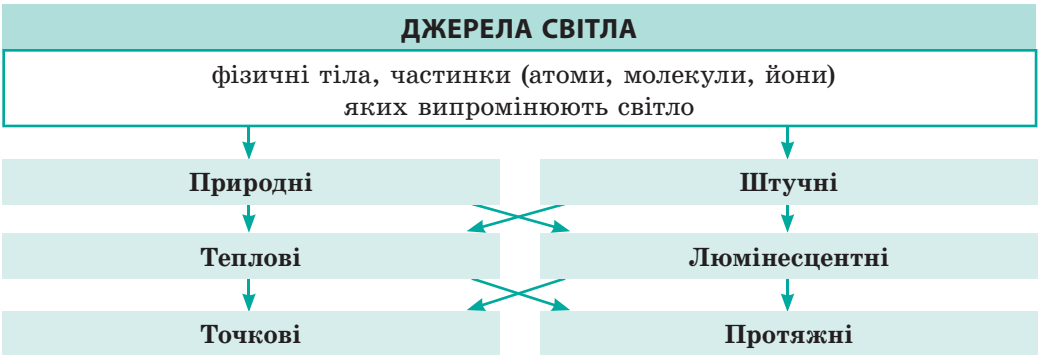 ДЖЕРЕЛА СВІТЛА
фізичні тіла, частинки (атоми, молекули, йони)
яких випромінюють світло
Природні
Штучні
Теплові
Люмінесцентні
Точкові
Протяжні